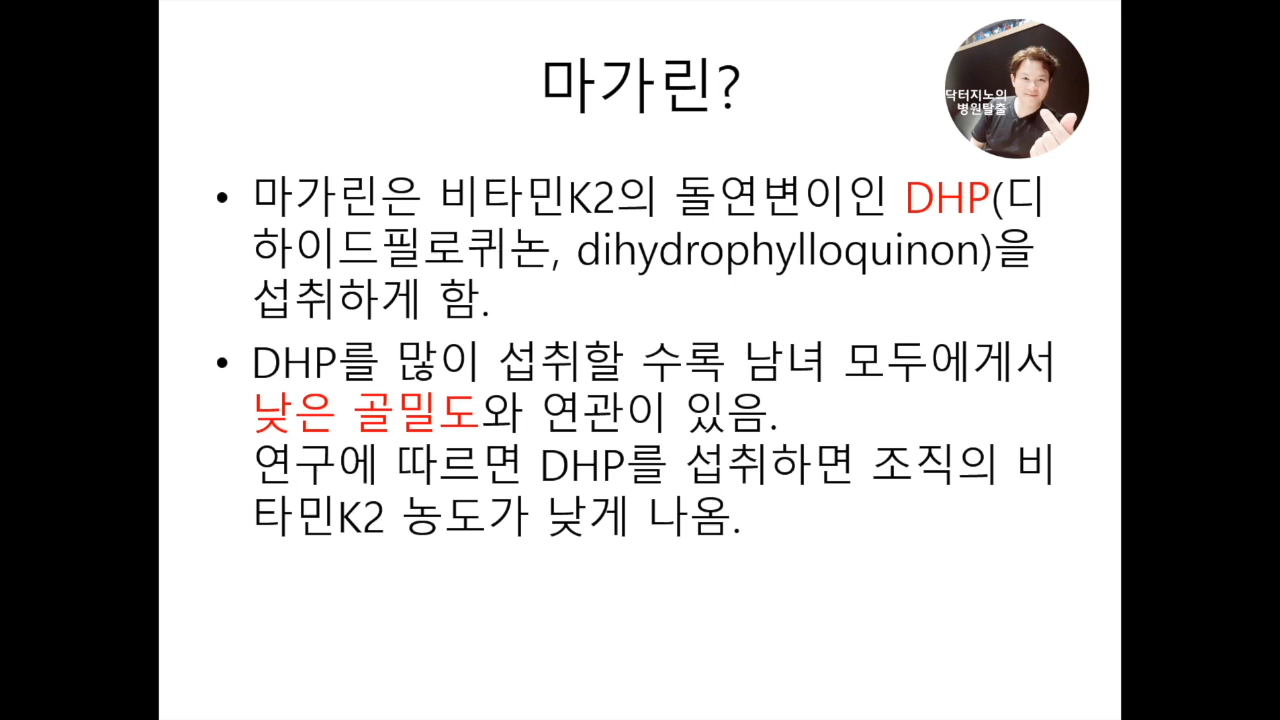 마가린?
닥터지노의
병원탈출
• 마가린은 비타민K2의 돌연변이인 DHP(디
하이드필로퀴논, dihydrophylloquinon)을
섭취하게 함.
• DHP를 많이 섭취할 수록 남녀 모두에게서
낮은 골밀도와 연관이 있음.
연구에 따르면 DHP를 섭취하면 조직의 비
타민K2 농도가 낮게 나옴.